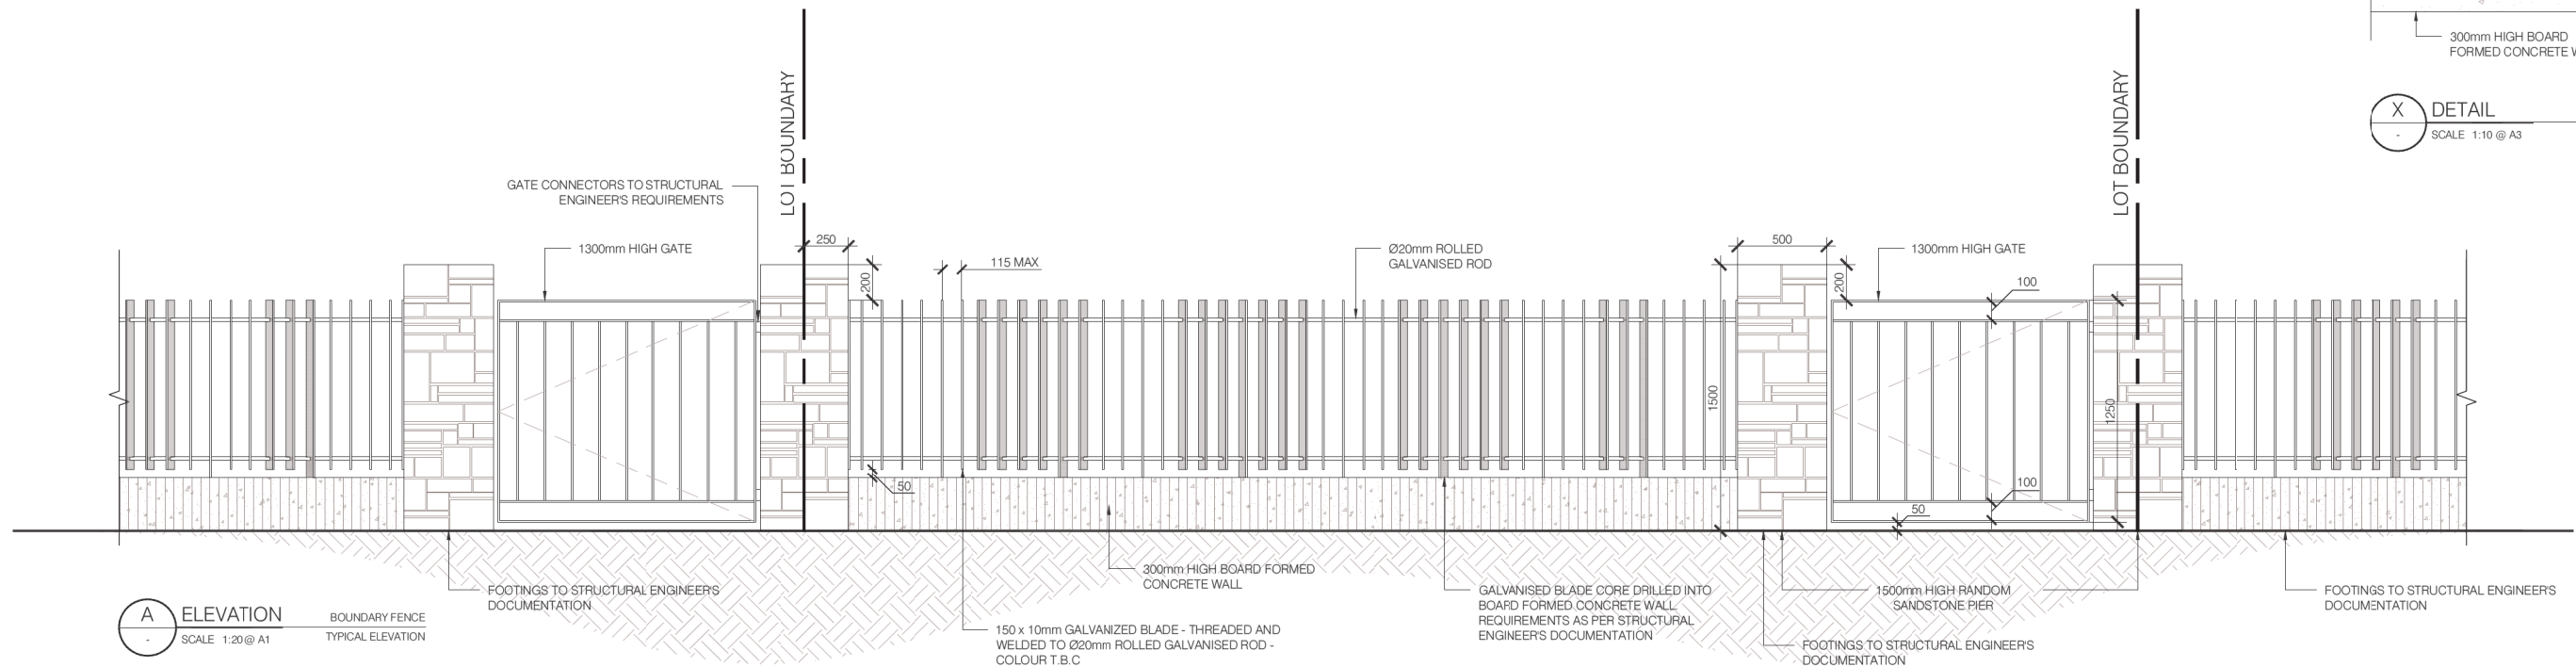 300mm HIGH BOARD
FORMED CONCRETE
X
DETAIL
-
SCALE 1:10 @ A3
LOT BOUNDARY
LOT BOUNDARY
GATE CONNECTORS TO STRUCTURAL
ENGINEER'S REQUIREMENTS
1300mm HIGH GATE
250
200
115 MAX
Ø20mm ROLLED
GALVANISED ROD
500
200
1300mm HIGH GATE
100
1500
1250
50
100
50
300mm HIGH BOARD FORMED
CONCRETE WALL
FOOTINGS TO STRUCTURAL ENGINEER'S
DOCUMENTATION
GALVANISED BLADE CORE DRILLED INTO
BOARD FORMED CONCRETE WALL
REQUIREMENTS AS PER STRUCTURAL
ENGINEER'S DOCUMENTATION
1500mm HIGH RANDOM
SANDSTONE PIER
FOOTINGS TO STRUCTURAL ENGINEER'S
DOCUMENTATION
A
ELEVATION
-
SCALE 1:20@ A1
BOUNDARY FENCE
TYPICAL ELEVATION
150 x 10mm GALVANIZED BLADE - THREADED AND
WELDED TO Ø20mm ROLLED GALVANISED ROD -
COLOUR T.B.C
FOOTINGS TO STRUCTURAL ENGINEER'S
DOCUMENTATION